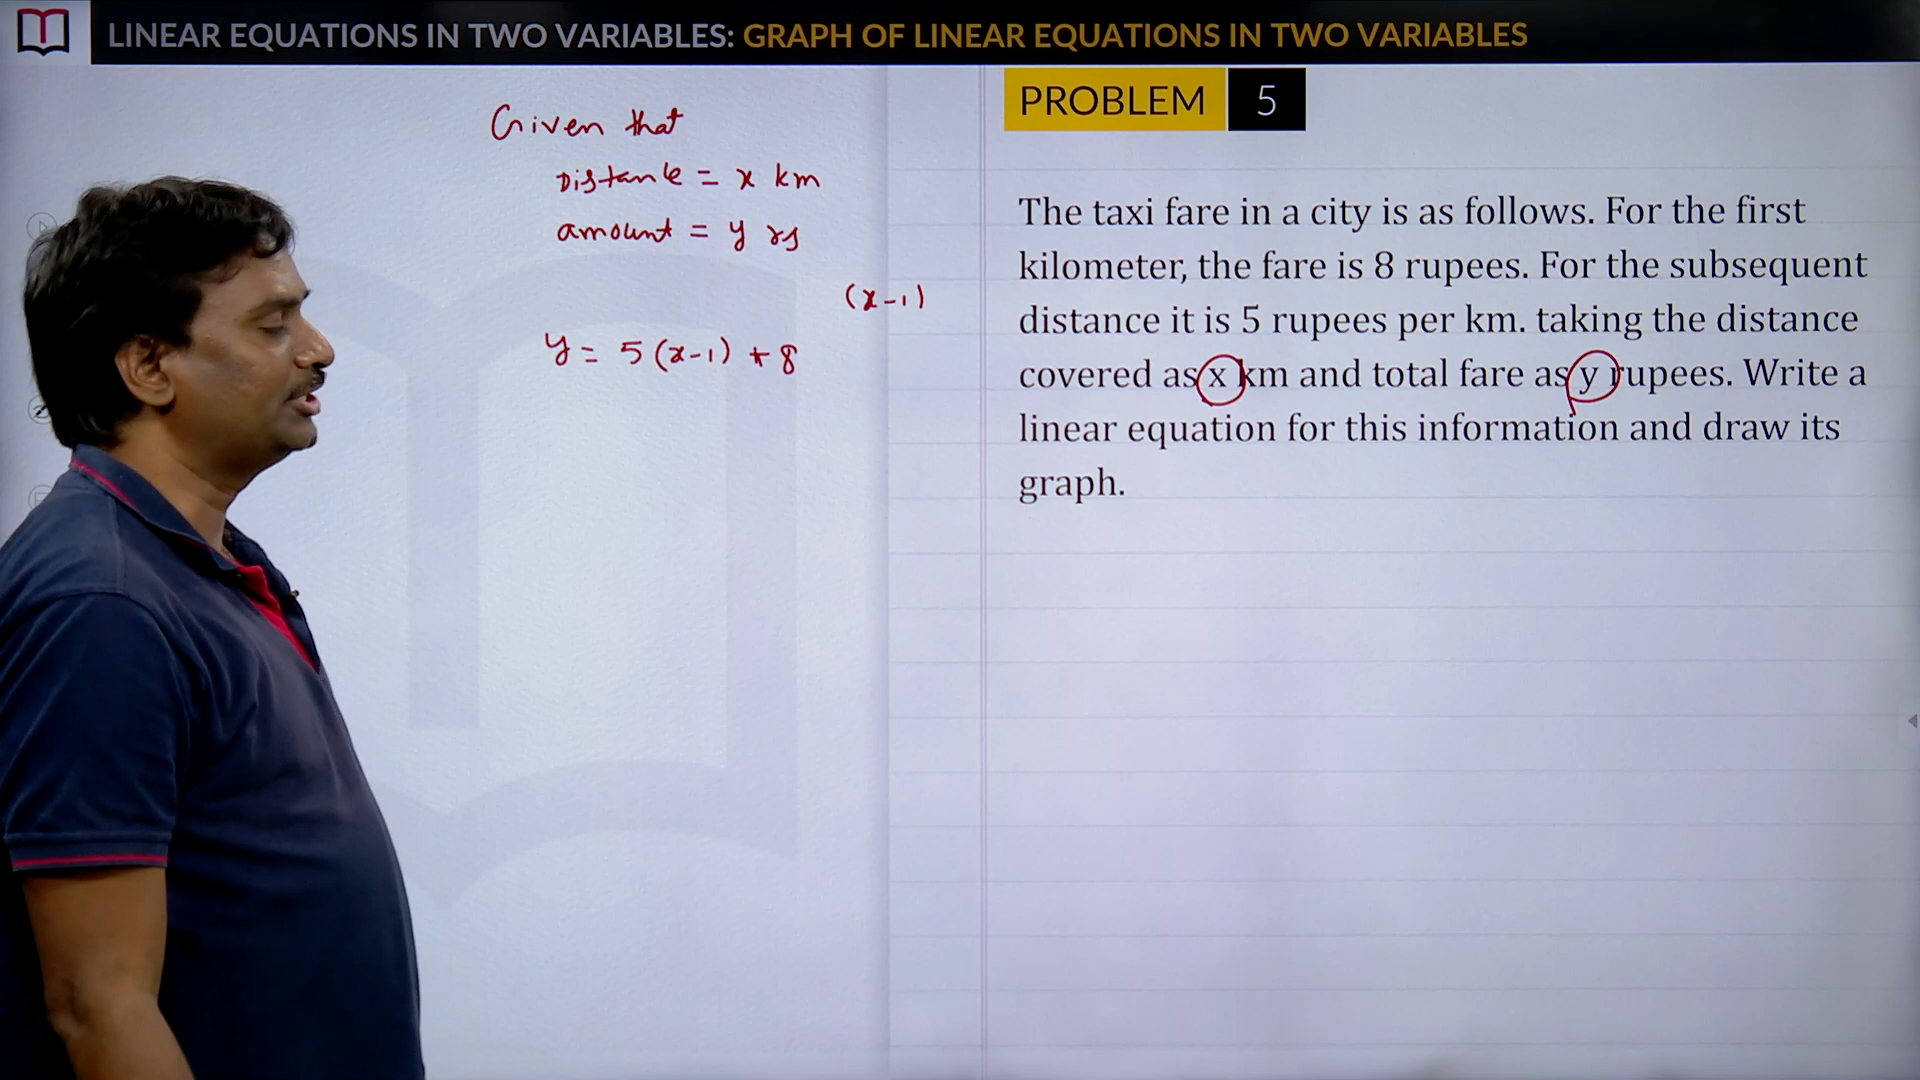 LINEAR EQUATIONS IN TWO VARIABLES: GRAPH OF LINEAR EQUATIONS IN TWO VARIABLES
Given that
Distance = x km
amount = y rs
(x-1)
y = 5(x-1) + 8
PROBLEM 5
The taxi fare in a city is as follows. For the first
kilometer, the fare is 8 rupees. For the subsequent
distance it is 5 rupees per km. taking the distance
covered as x km and total fare as y rupees. Write a
linear equation for this information and draw its
graph.